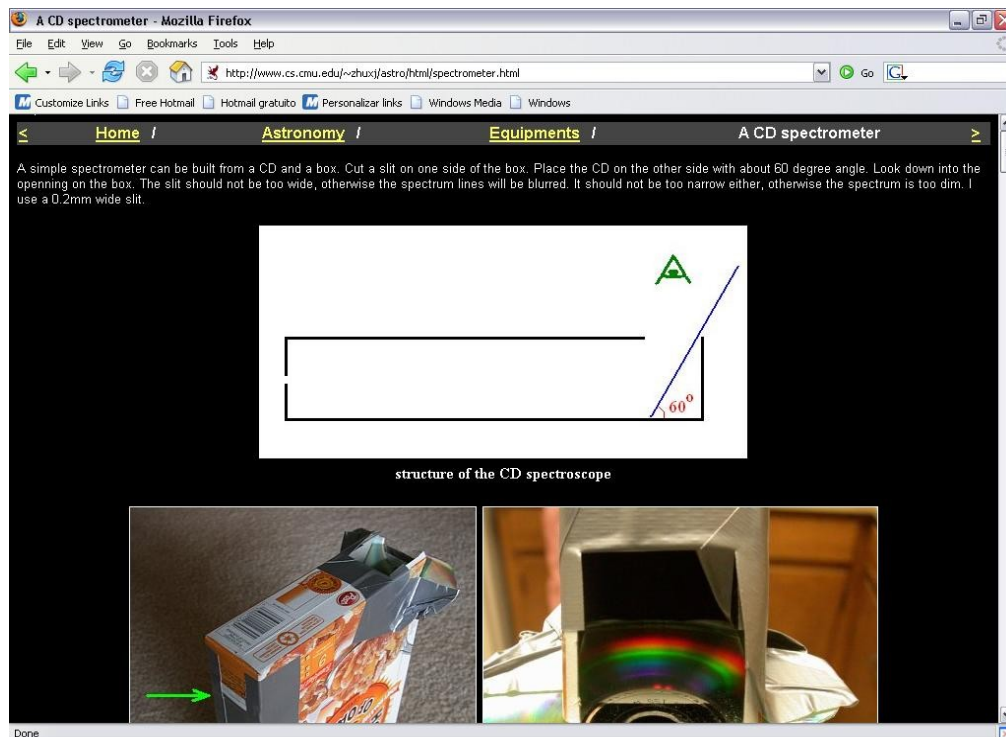 A CD spectrometer - Mozilla Firefox
File Edit View Go Bookmarks Tools Help
http://www.cs.cmu.edu/~zhuxj/astro/html/spectrometer.html
Go
G
Customize Links Free Hotmail Hotmail gratuito Personalizar links Windows Media Windows
< Home / Astronomy / Equipments / A CD spectrometer >
A simple spectrometer can be built from a CD and a box. Cut a slit on one side of the box. Place the CD on the other side with about 60 degree angle. Look down into the
openning on the box. The slit should not be too wide, otherwise the spectrum lines will be blurred. It should not be too narrow either, otherwise the spectrum is too dim. I
use a 0.2mm wide slit.
60°
structure of the CD spectroscope
Done